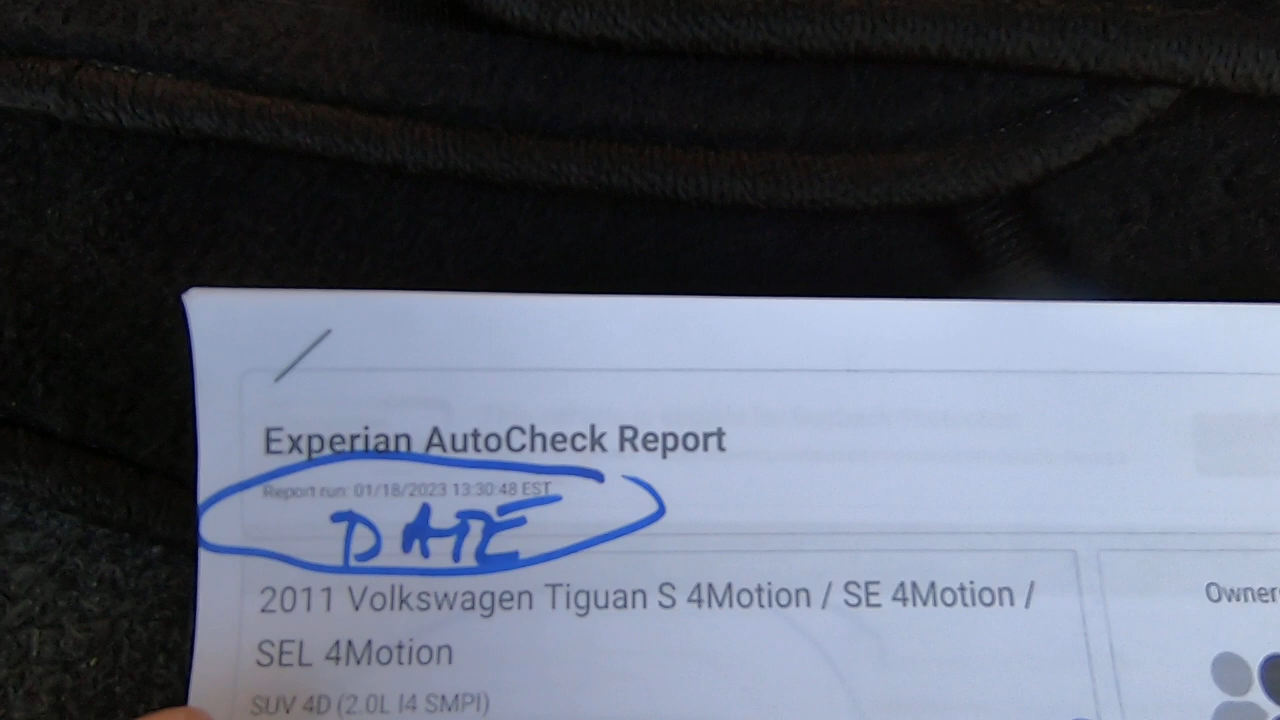 Experian AutoCheck Report
Report run: 01/18/2023 13:30:48 EST
DATE
2011 Volkswagen Tiguan S 4Motion / SE 4Motion /
SEL 4Motion
SUV 4D (2.0L I4 SMPI)
Owner